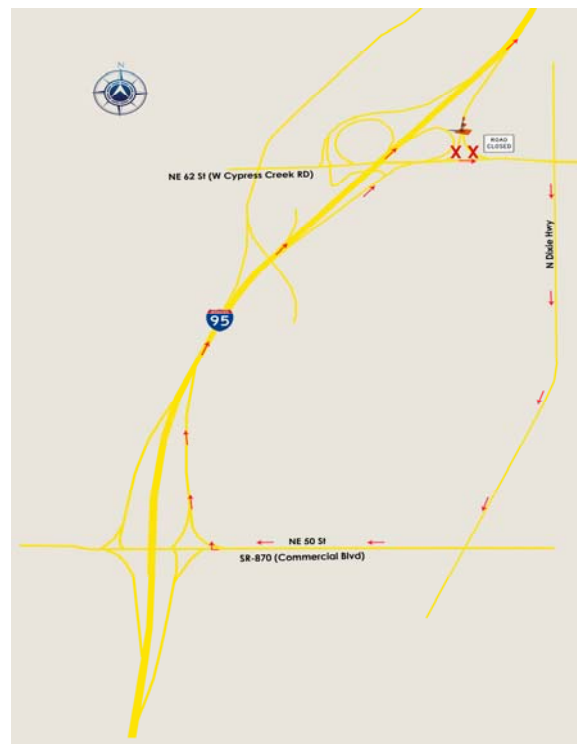 N
ROAD
CLOSED
X X
NE 62 St (W Cypress Creek RD)
N Dixie Hwy
95
NE 50 St
SR-870 (Commercial Blvd)